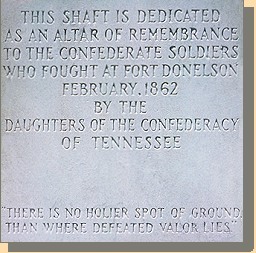 THIS SHAFT IS DEDICATED
AS AN ALTAR OF REMEMBRANCE
TO THE CONFEDERATE SOLDIERS
WHO FOUGHT AT FORT DONELSON
FEBRUARY, 1862
BY THE
DAUGHTERS OF THE CONFEDERACY
OF TENNESSEE
"THERE IS NO HOLIER SPOT OF GROUND,
THAN WHERE DEFEATED VALOR LIES."